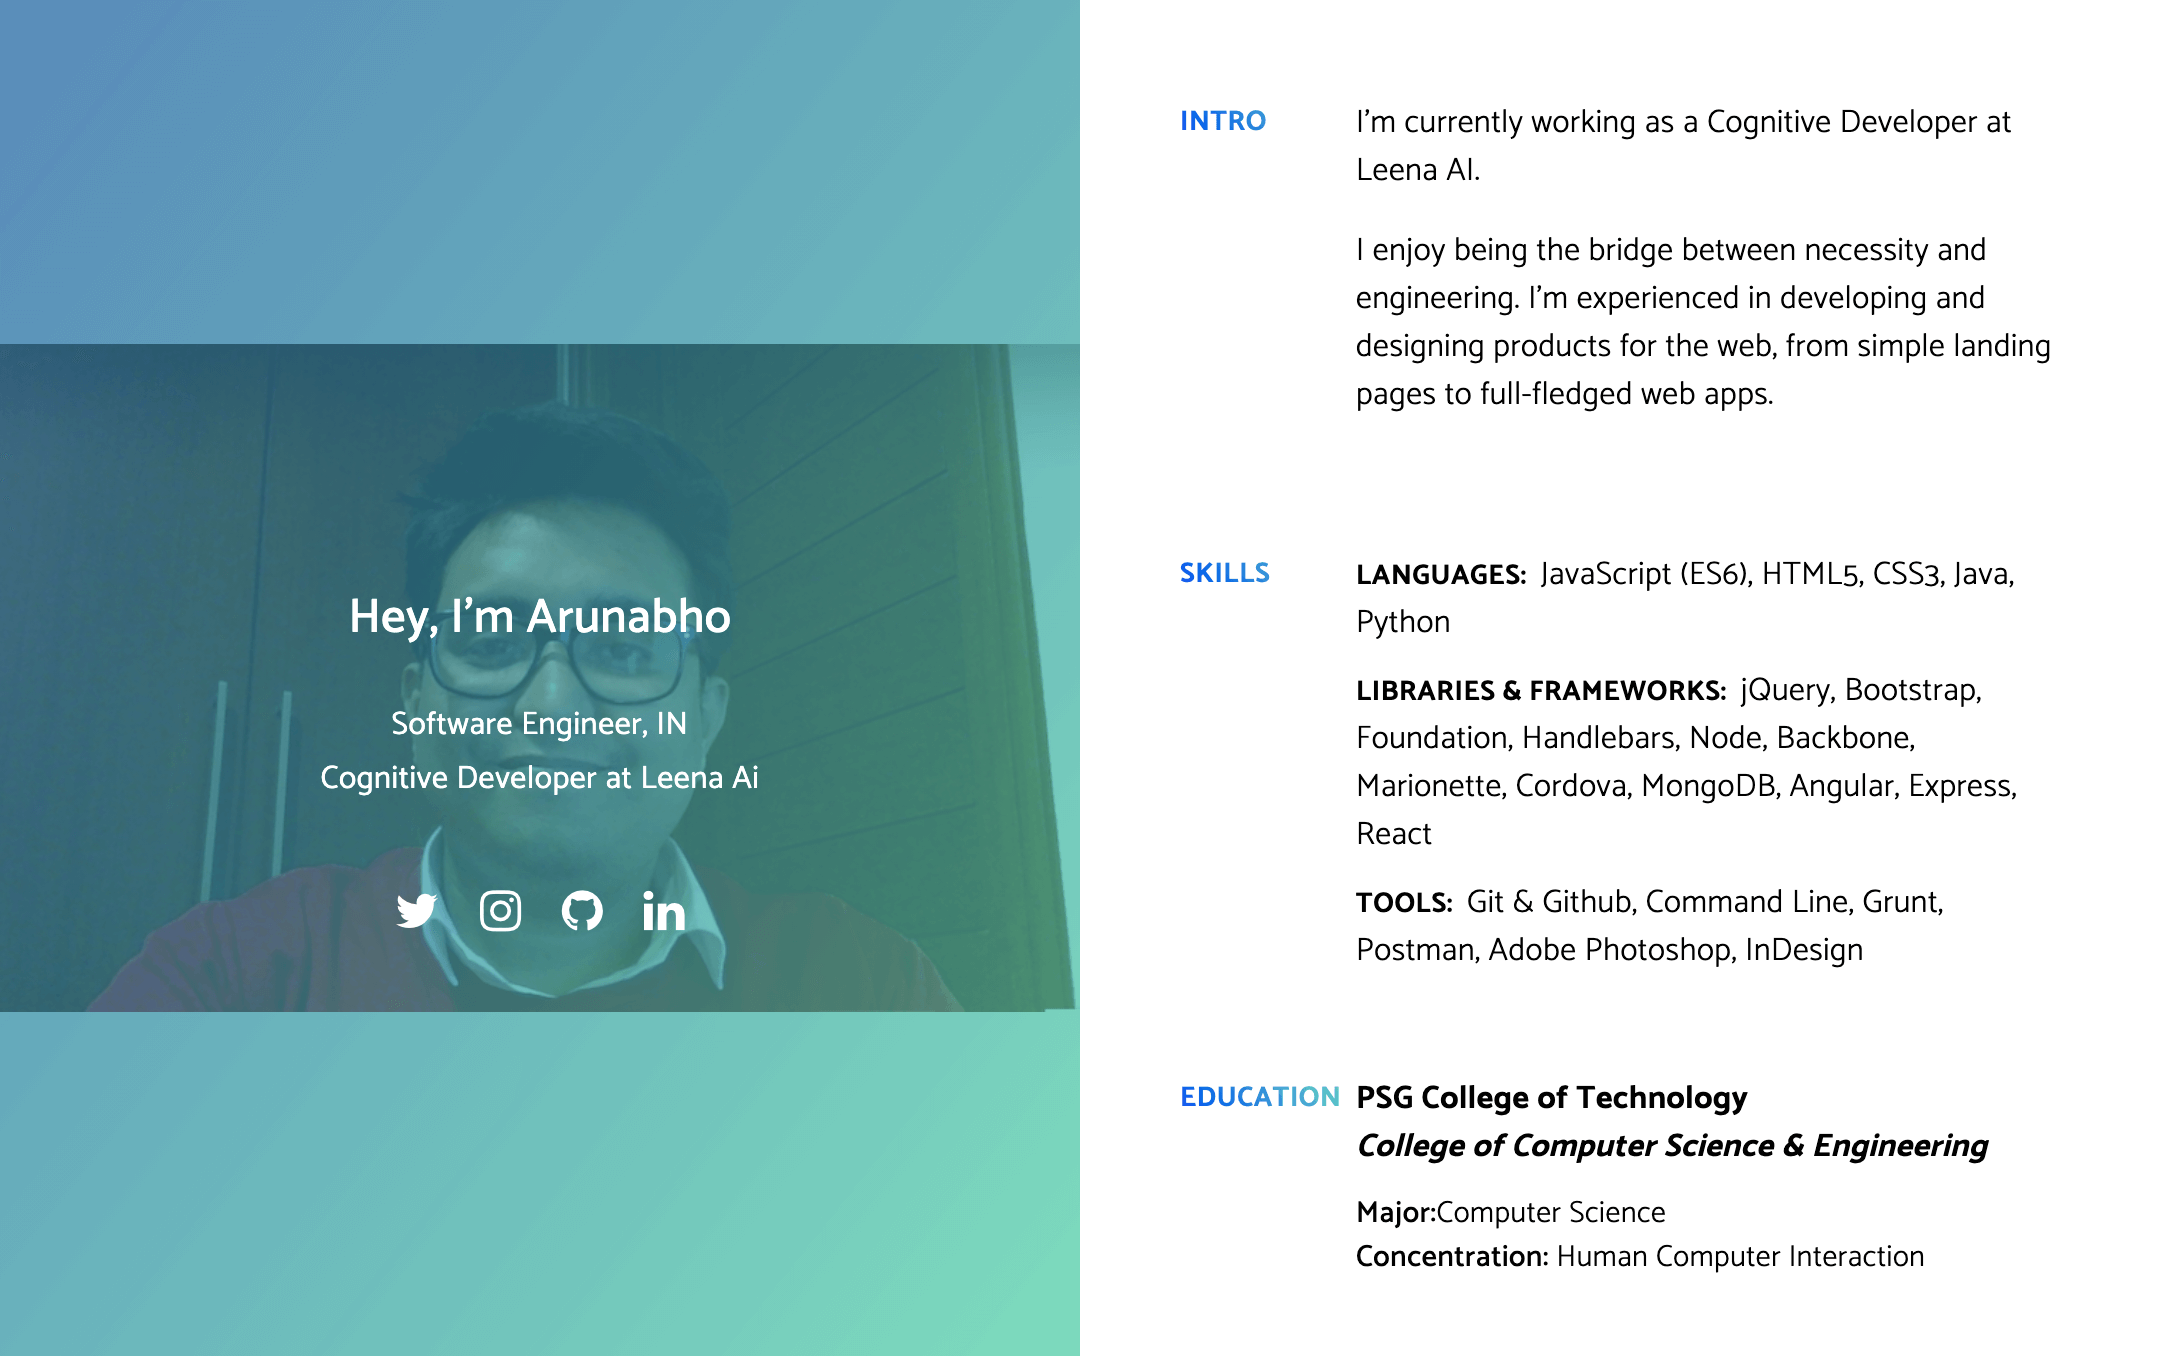 Hey, I'm Arunabho
Software Engineer, IN
Cognitive Developer at Leena Ai
INTRO
I'm currently working as a Cognitive Developer at
Leena AI.
I enjoy being the bridge between necessity and
engineering. I'm experienced in developing and
designing products for the web, from simple landing
pages to full-fledged web apps.
SKILLS
LANGUAGES: JavaScript (ES6), HTML5, CSS3, Java,
Python
LIBRARIES & FRAMEWORKS: jQuery, Bootstrap,
Foundation, Handlebars, Node, Backbone,
Marionette, Cordova, MongoDB, Angular, Express,
React
TOOLS: Git & Github, Command Line, Grunt,
Postman, Adobe Photoshop, InDesign
EDUCATION
PSG College of Technology
College of Computer Science & Engineering
Major:Computer Science
Concentration: Human Computer Interaction